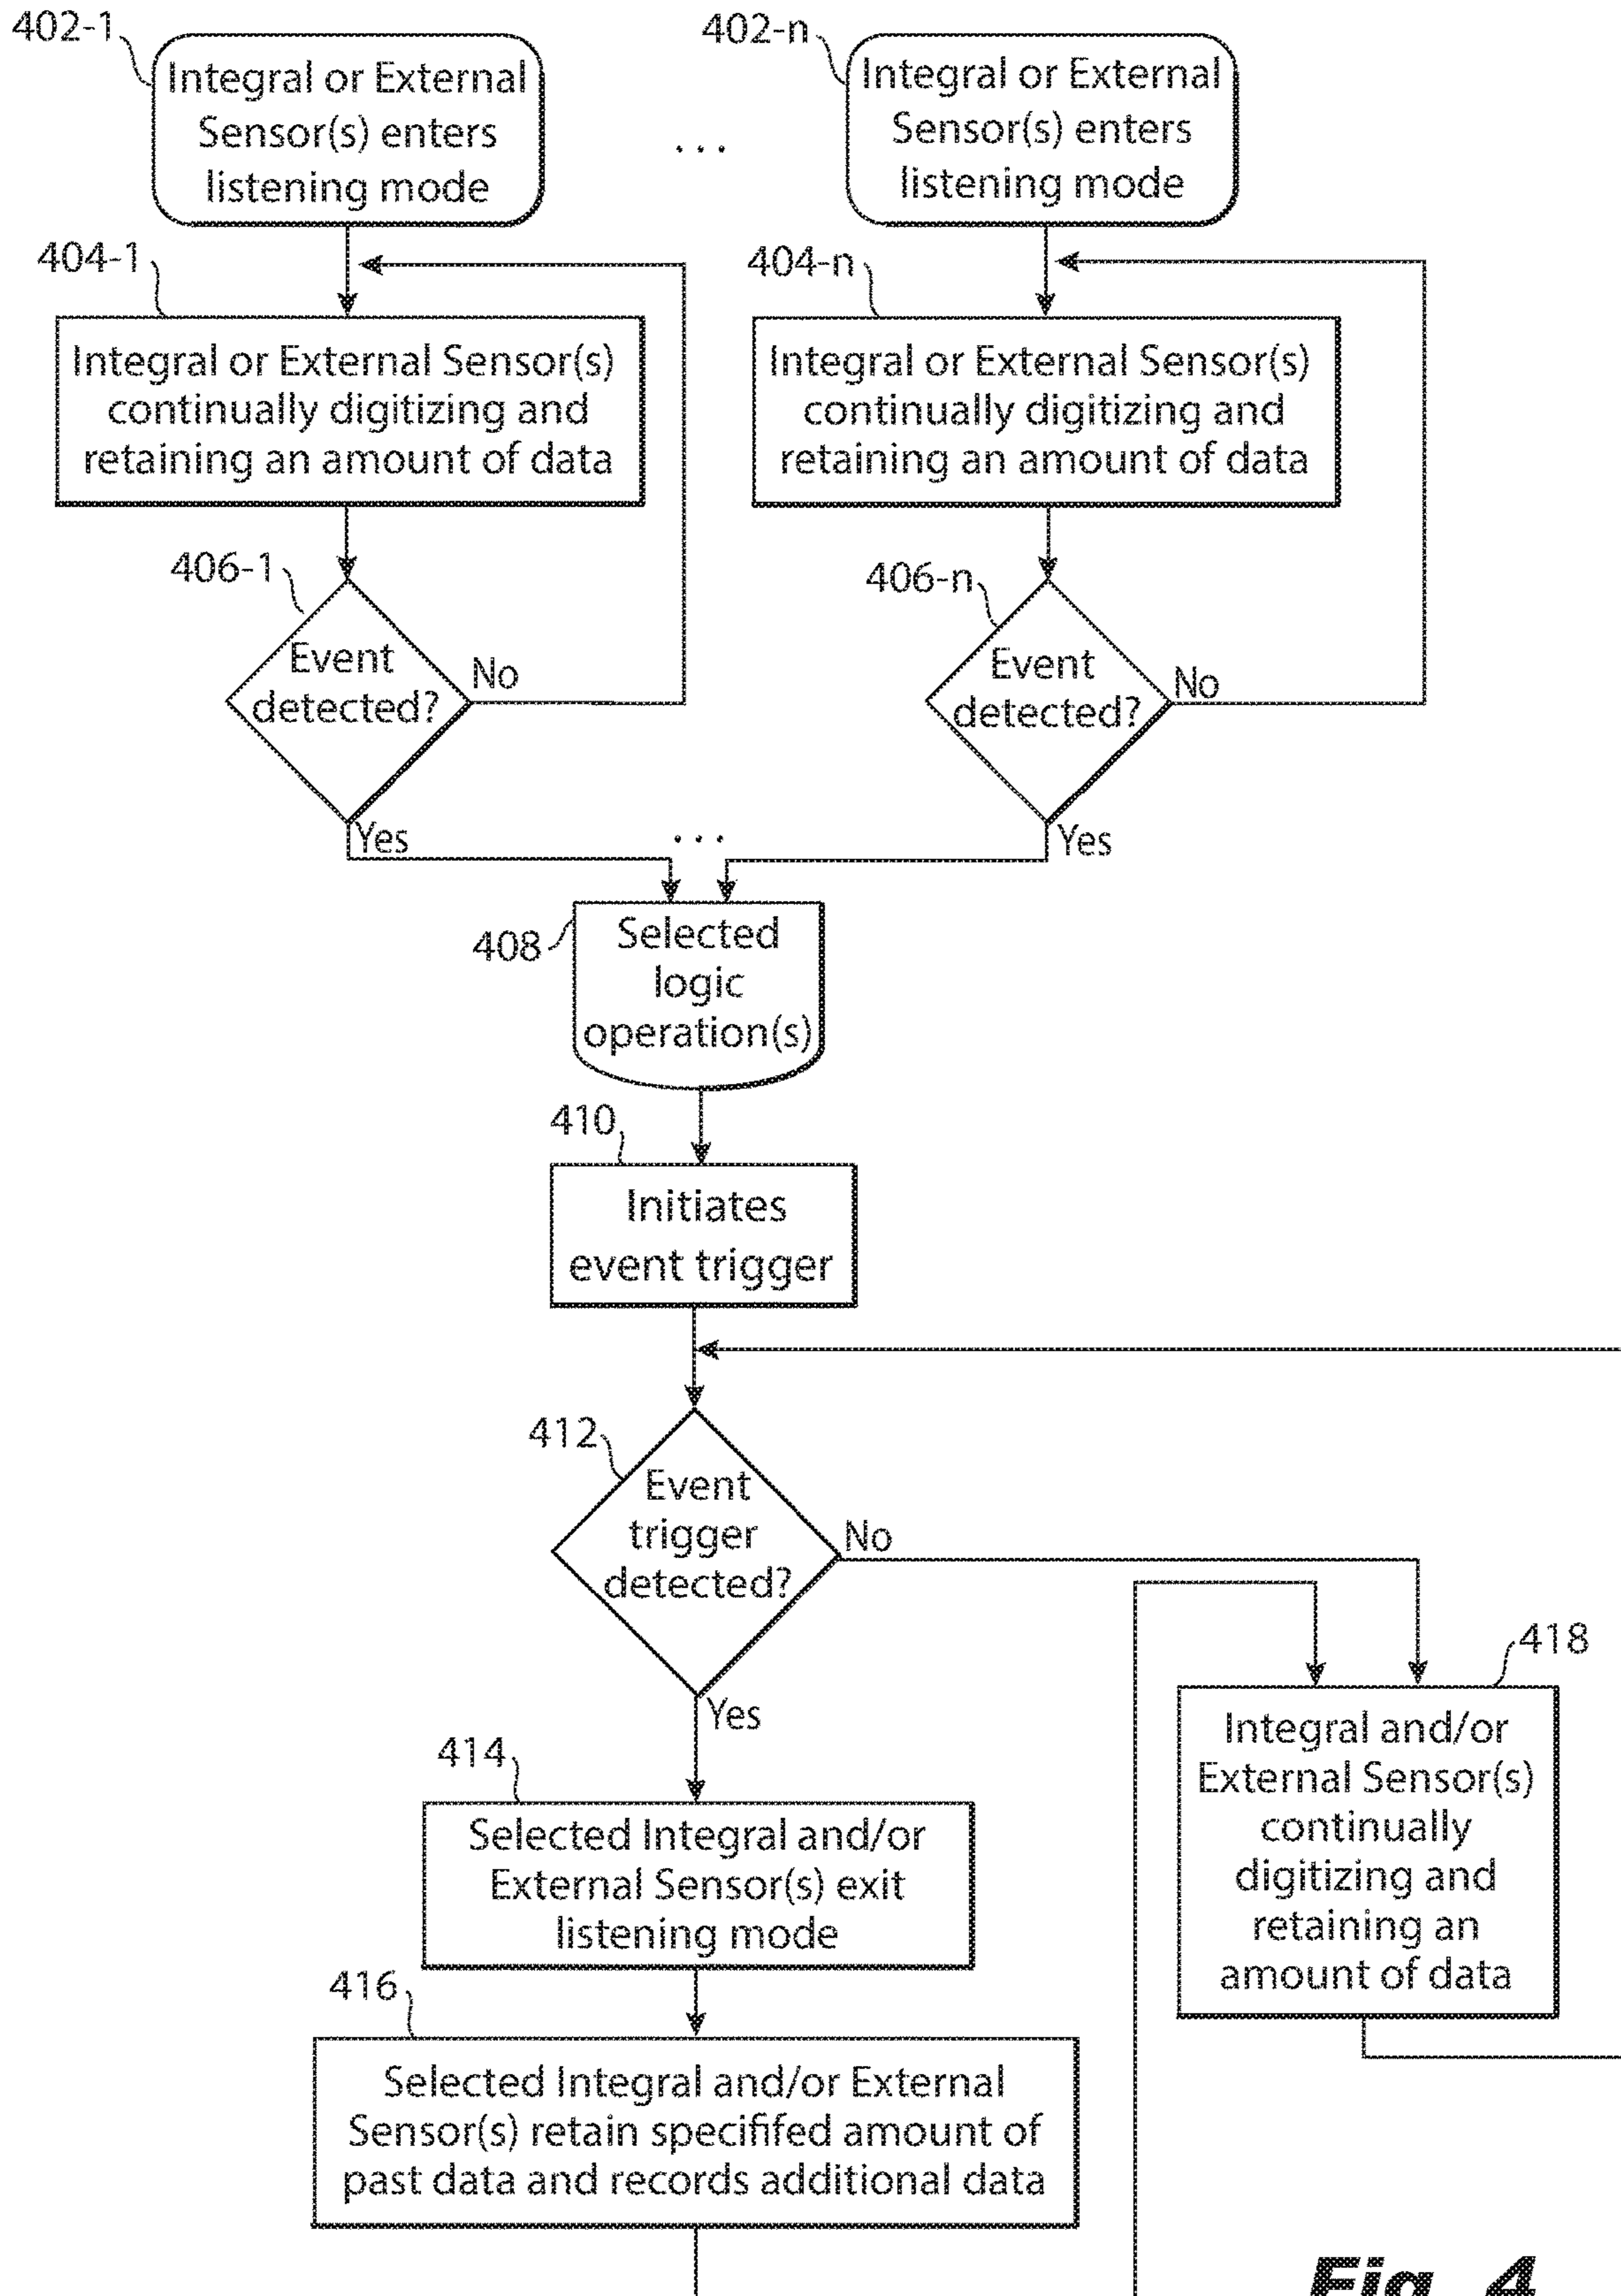 402-1
Integral or External
Sensor(s) enters
listening mode
...
402-n
Integral or External
Sensor(s) enters
listening mode
404-1
Integral or External Sensor(s)
continually digitizing and
retaining an amount of data
404-n
Integral or External Sensor(s)
continually digitizing and
retaining an amount of data
406-1
Event
detected?
No
Yes
406-n
Event
detected?
No
Yes
...
408
Selected
logic
operation(s)
410
Initiates
event trigger
412
Event
trigger
detected?
No
Yes
414
Selected Integral and/or
External Sensor(s) exit
listening mode
418
Integral and/or
External Sensor(s)
continually
digitizing and
retaining an
amount of data
416
Selected Integral and/or External
Sensor(s) retain specififed amount of
past data and records additional data
Fig. 4